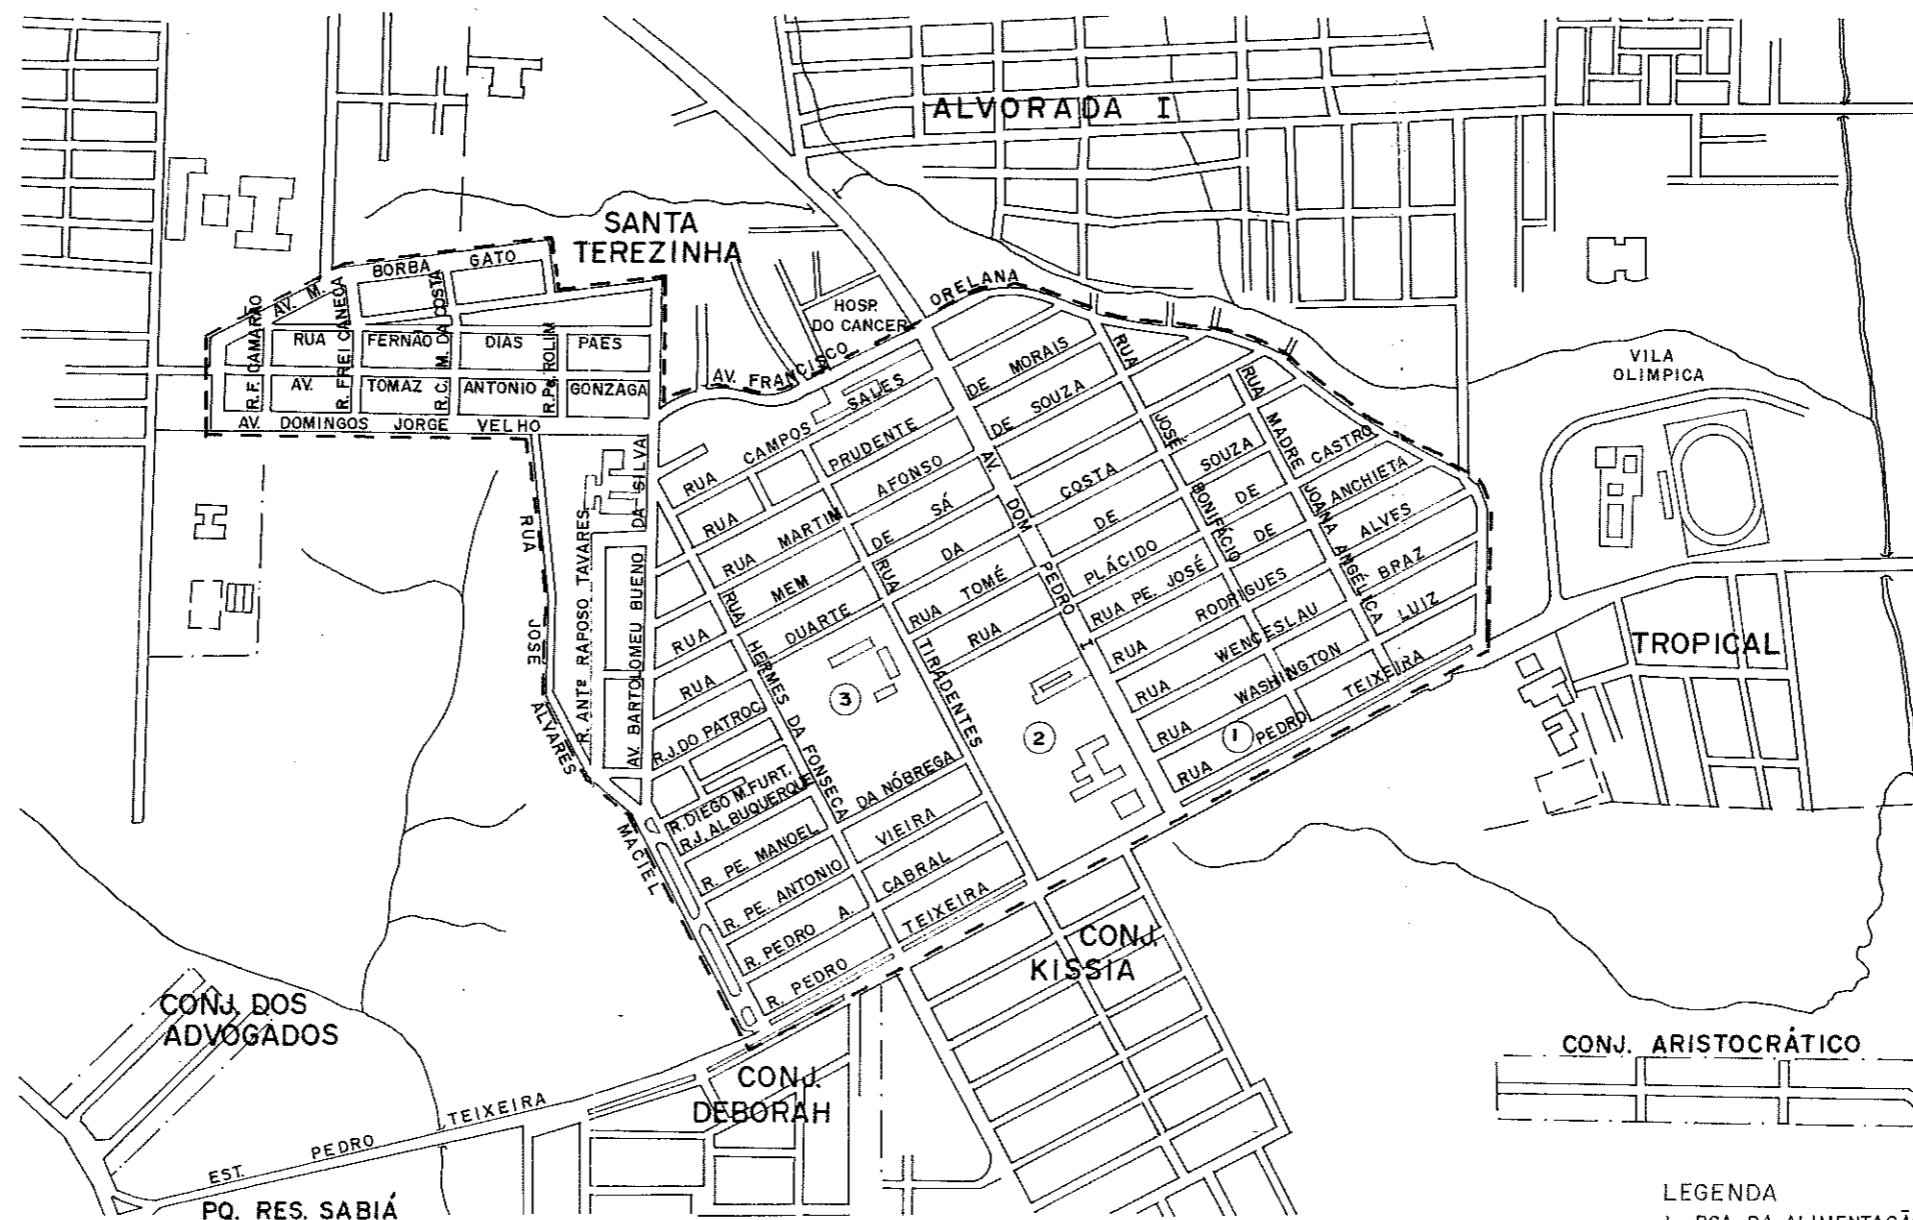 ALVORADA I
SANTA
TEREZINHA
HOSP.
DO CANCER
VILA
OLIMPICA
TROPICAL
CONJ.
KISSIA
CONJ. DOS
ADVOGADOS
CONJ.
DEBORAH
CONJ. ARISTOCRÁTICO
PQ. RES. SABIÁ
AV. M. BORBA GATO
RUA FERNÃO DIAS PAES
AV. TOMAZ ANTONIO GONZAGA
AV. DOMINGOS JORGE VELHO
R. F. CAMARÃO
R. FREI CANECA
R. C. M. DA COSTA
R. Pe. ROLIM
AV. FRANCISCO ORELANA
RUA JOSÉ ALVARES MACIEL
R. ANTº RAPOSO TAVARES
AV. BARTOLOMEU BUENO DA SILVA
RUA CAMPOS SALES
RUA PRUDENTE DE MORAIS
RUA MARTIM AFONSO DE SOUZA
RUA MEM DE SÁ
RUA DUARTE DA COSTA
RUA TOMÉ DE SOUZA
RUA PLÁCIDO DE CASTRO
RUA PE. JOSÉ DE ANCHIETA
RUA RODRIGUES ALVES
RUA WENCESLAU BRAZ
RUA WASHINGTON LUIZ
RUA PEDRO TEIXEIRA
RUA HERMES DA FONSECA
RUA TIRADENTES
AV. DOM PEDRO I
RUA JOSÉ BONIFÁCIO
RUA MADRE JOANA ANGÉLICA
R. J. DO PATROC.
R. DIEGO M. FURT.
R. J. ALBUQUERQUE
R. PE. MANOEL DA NÓBREGA
R. PE. ANTONIO VIEIRA
R. PEDRO A. CABRAL
R. PEDRO TEIXEIRA
EST. PEDRO TEIXEIRA
3
2
1
LEGENDA
1. PÇA. DA ALIMENTAÇÃ